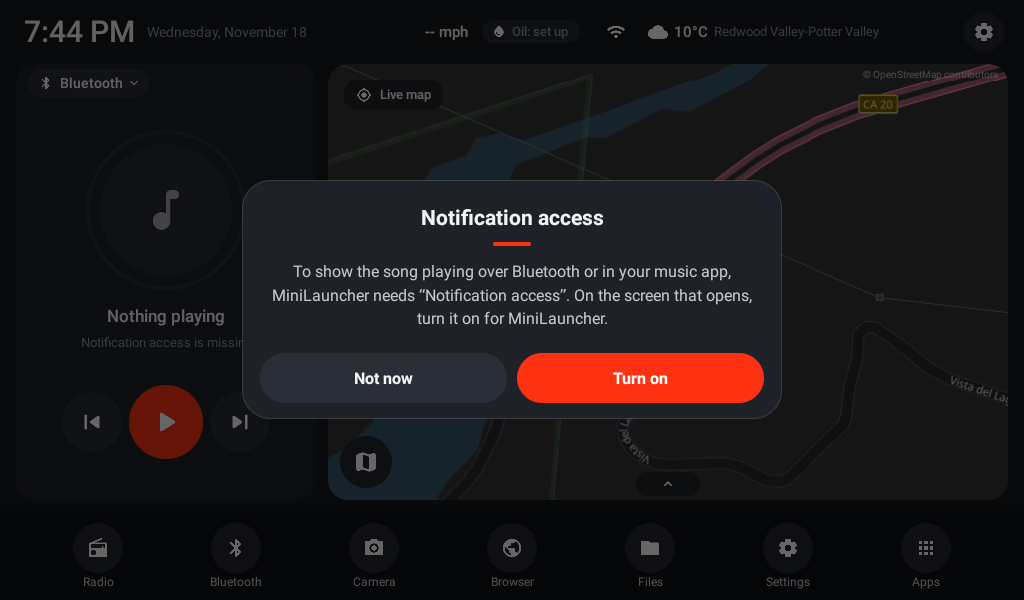 7:44 PM
Wednesday, November 18
-- mph
Oil: set up
10°C
Redwood Valley-Potter Valley
Bluetooth
Live map
© OpenStreetMap contributors
CA 20
Notification access
To show the song playing over Bluetooth or in your music app,
MiniLauncher needs “Notification access”. On the screen that opens,
turn it on for MiniLauncher.
Not now
Turn on
Nothing playing
Notification access is missin
Vista del Lag
Vista del L
Radio
Bluetooth
Camera
Browser
Files
Settings
Apps